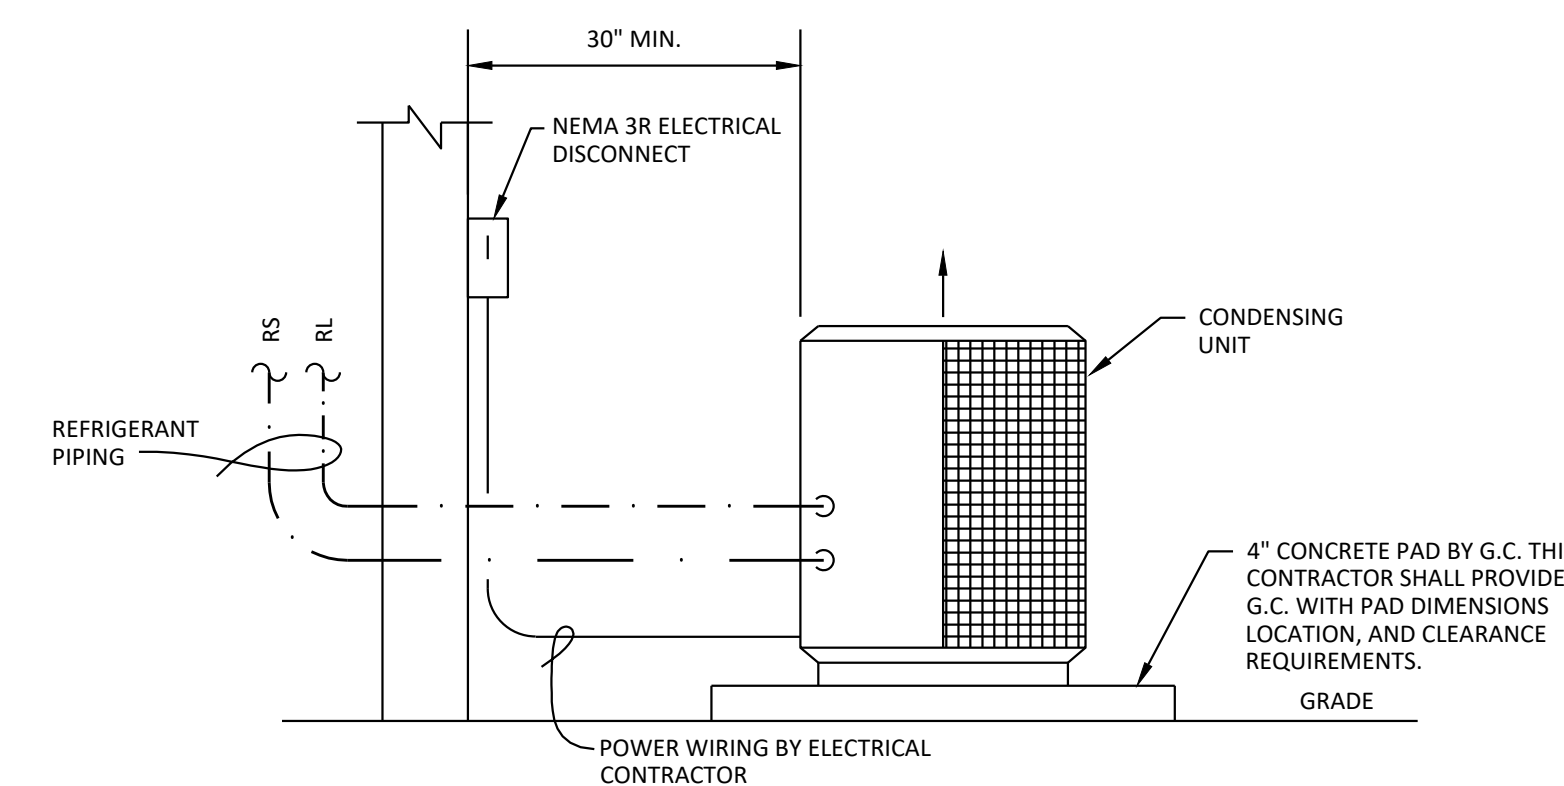 30" MIN.
NEMA 3R ELECTRICAL
DISCONNECT
RS
RL
CONDENSING
UNIT
REFRIGERANT
PIPING
4" CONCRETE PAD BY G.C. THI
CONTRACTOR SHALL PROVIDE
G.C. WITH PAD DIMENSIONS
LOCATION, AND CLEARANCE
REQUIREMENTS.
GRADE
POWER WIRING BY ELECTRICAL
CONTRACTOR